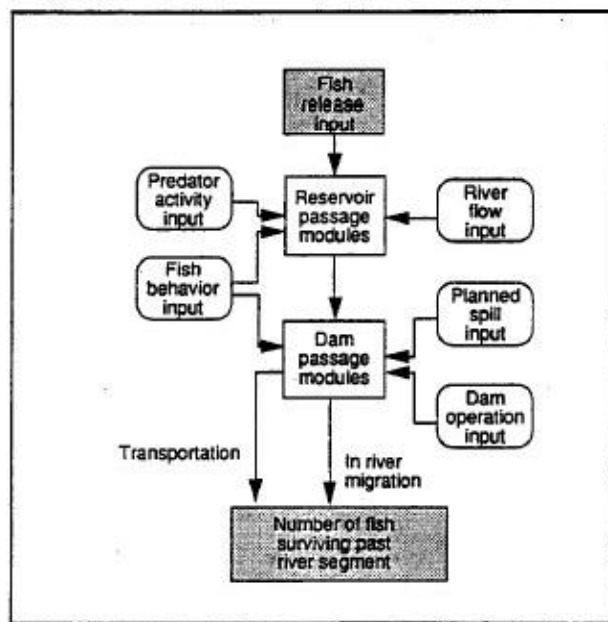 Fish
release
input
Predator
activity
input
Reservoir
passage
modules
River
flow
input
Fish
behavior
input
Planned
spill
input
Dam
passage
modules
Dam
operation
input
Transportation
In river
migration
Number of fish
surviving past
river segment